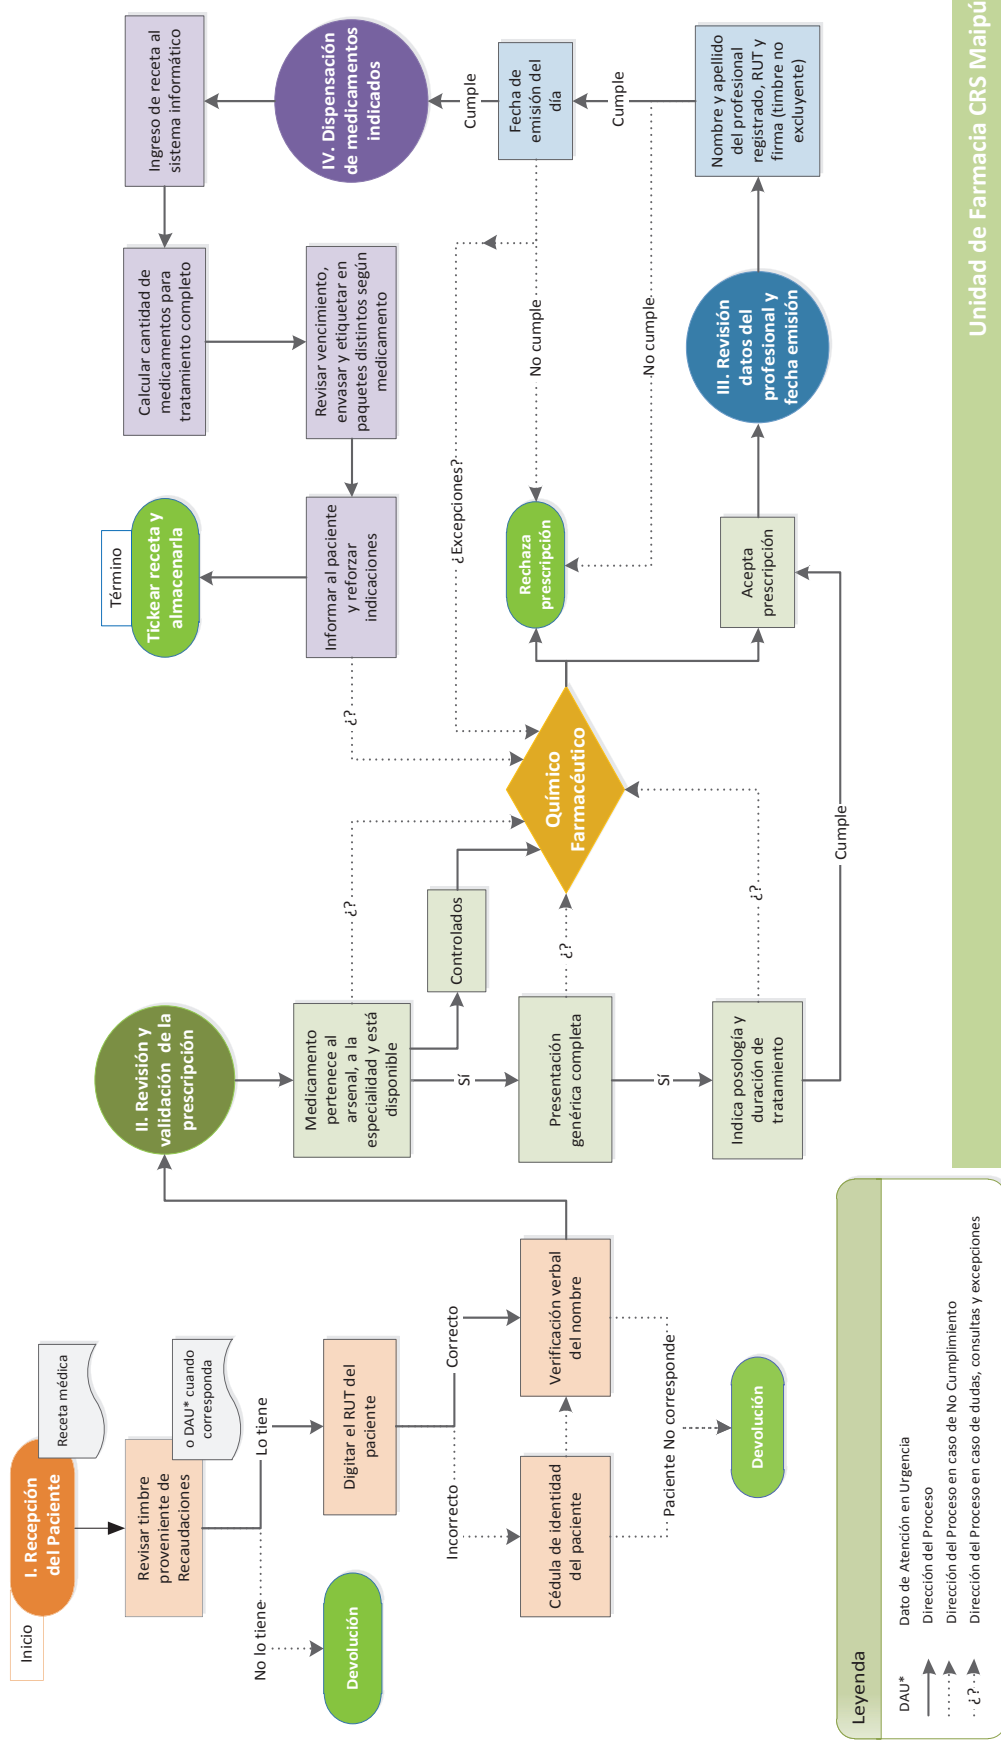 Inicio
I. Recepción
del Paciente
Receta médica
Revisar timbre
proveniente de
Recaudaciones
o DAU* cuando
corresponda
No lo tiene
Lo tiene
Devolución
Digitar el RUT del
paciente
Incorrecto
Correcto
Cédula de identidad
del paciente
Verificación verbal
del nombre
Paciente No corresponde
Devolución
II. Revisión y
validación de la
prescripción
Medicamento
pertenece al
arsenal, a la
especialidad y está
disponible
¿?
Controlados
Sí
Presentación
genérica completa
¿?
Sí
Indica posología y
duración de
tratamiento
¿?
Cumple
Químico
Farmacéutico
Rechaza
prescripción
Acepta
prescripción
III. Revisión
datos del
profesional y
fecha emisión
Nombre y apellido
del profesional
registrado, RUT y
firma (timbre no
excluyente)
Cumple
No cumple
Fecha de
emisión del
día
No cumple
¿Excepciones?
Cumple
IV. Dispensación
de medicamentos
indicados
Ingreso de receta al
sistema informático
Calcular cantidad de
medicamentos para
tratamiento completo
Revisar vencimiento,
envasar y etiquetar en
paquetes distintos según
medicamento
Informar al paciente
y reforzar
indicaciones
¿?
Término
Tickear receta y
almacenarla
Leyenda
DAU* Dato de Atención en Urgencia
Dirección del Proceso
Dirección del Proceso en caso de No Cumplimiento
¿? Dirección del Proceso en caso de dudas, consultas y excepciones
Unidad de Farmacia CRS Maipú